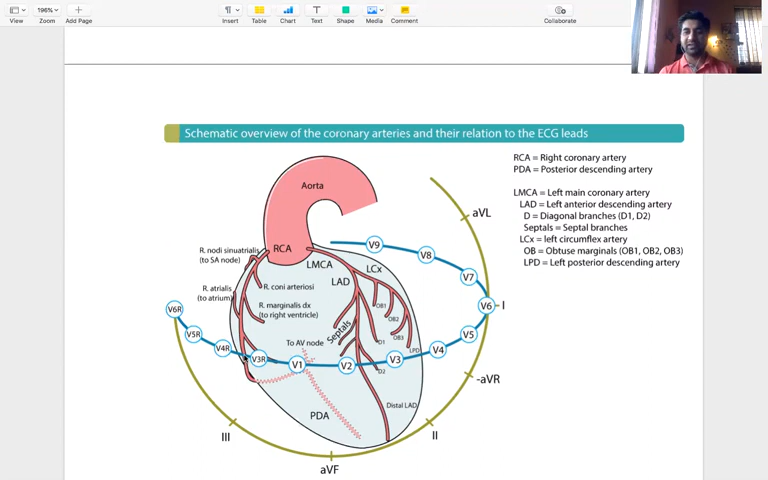 View
Zoom
Add Page
Insert
Table
Chart
Text
Shape
Media
Comment
Collaborate
196%
Schematic overview of the coronary arteries and their relation to the ECG leads
RCA = Right coronary artery
PDA = Posterior descending artery
LMCA = Left main coronary artery
LAD = Left anterior descending artery
D = Diagonal branches (D1, D2)
Septals = Septal branches
LCx = left circumflex artery
OB = Obtuse marginals (OB1, OB2, OB3)
LPD = Left posterior descending artery
Aorta
aVL
R. nodi sinuatrialis
(to SA node)
RCA
V9
V8
LMCA
LCx
V7
R. atrialis
(to atrium)
R. coni arteriosi
LAD
V6
I
OB1
R. marginalis dx
(to right ventricle)
V6R
OB2
V5R
Septals
OB3
V5
To AV node
D1
V4R
LPD
V4
V3R
V1
V2
V3
D2
-aVR
Distal LAD
PDA
III
II
aVF